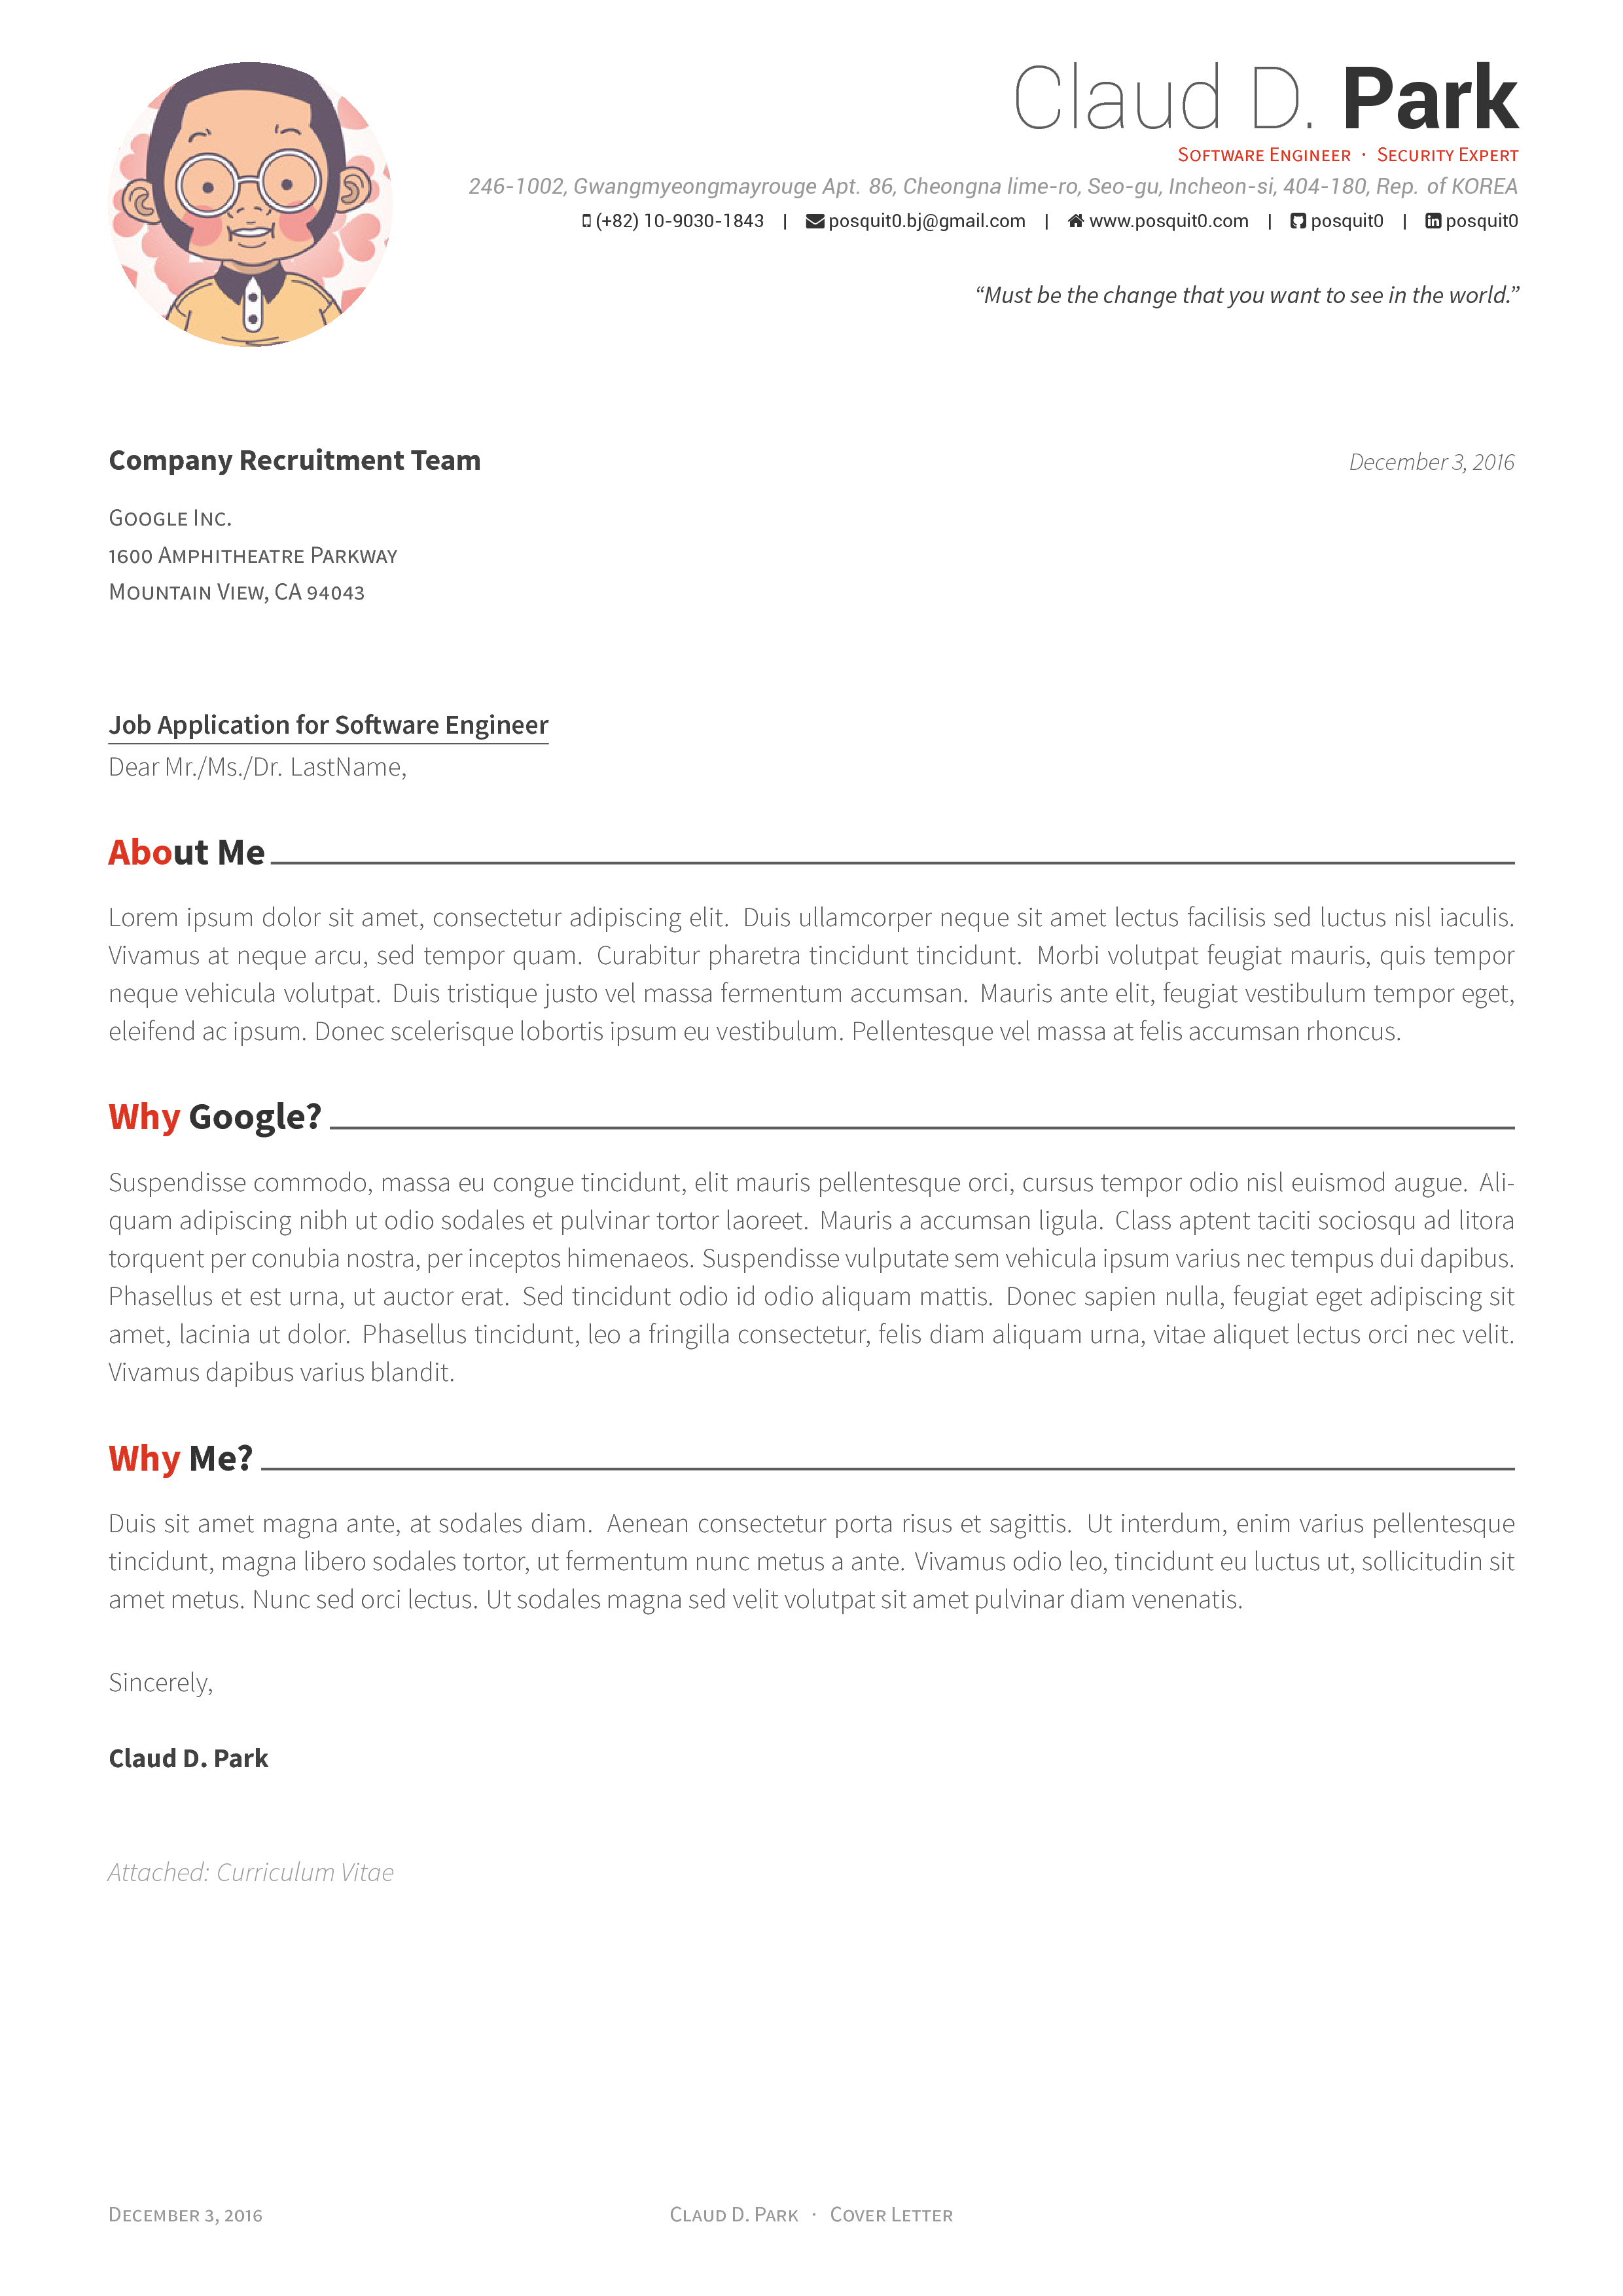 Claud D. Park
Software Engineer · Security Expert
246-1002, Gwangmyeongmayrouge Apt. 86, Cheongna lime-ro, Seo-gu, Incheon-si, 404-180, Rep. of KOREA
(+82) 10-9030-1843 | posquit0.bj@gmail.com | www.posquit0.com | posquit0 | in posquit0
“Must be the change that you want to see in the world.”
Company Recruitment Team
December 3, 2016
Google Inc.
1600 Amphitheatre Parkway
Mountain View, CA 94043
Job Application for Software Engineer
Dear Mr./Ms./Dr. LastName,
About Me
Lorem ipsum dolor sit amet, consectetur adipiscing elit. Duis ullamcorper neque sit amet lectus facilisis sed luctus nisl iaculis.
Vivamus at neque arcu, sed tempor quam. Curabitur pharetra tincidunt tincidunt. Morbi volutpat feugiat mauris, quis tempor
neque vehicula volutpat. Duis tristique justo vel massa fermentum accumsan. Mauris ante elit, feugiat vestibulum tempor eget,
eleifend ac ipsum. Donec scelerisque lobortis ipsum eu vestibulum. Pellentesque vel massa at felis accumsan rhoncus.
Why Google?
Suspendisse commodo, massa eu congue tincidunt, elit mauris pellentesque orci, cursus tempor odio nisl euismod augue. Ali-
quam adipiscing nibh ut odio sodales et pulvinar tortor laoreet. Mauris a accumsan ligula. Class aptent taciti sociosqu ad litora
torquent per conubia nostra, per inceptos himenaeos. Suspendisse vulputate sem vehicula ipsum varius nec tempus dui dapibus.
Phasellus et est urna, ut auctor erat. Sed tincidunt odio id odio aliquam mattis. Donec sapien nulla, feugiat eget adipiscing sit
amet, lacinia ut dolor. Phasellus tincidunt, leo a fringilla consectetur, felis diam aliquam urna, vitae aliquet lectus orci nec velit.
Vivamus dapibus varius blandit.
Why Me?
Duis sit amet magna ante, at sodales diam. Aenean consectetur porta risus et sagittis. Ut interdum, enim varius pellentesque
tincidunt, magna libero sodales tortor, ut fermentum nunc metus a ante. Vivamus odio leo, tincidunt eu luctus ut, sollicitudin sit
amet metus. Nunc sed orci lectus. Ut sodales magna sed velit volutpat sit amet pulvinar diam venenatis.
Sincerely,
Claud D. Park
Attached: Curriculum Vitae
December 3, 2016
Claud D. Park · Cover Letter